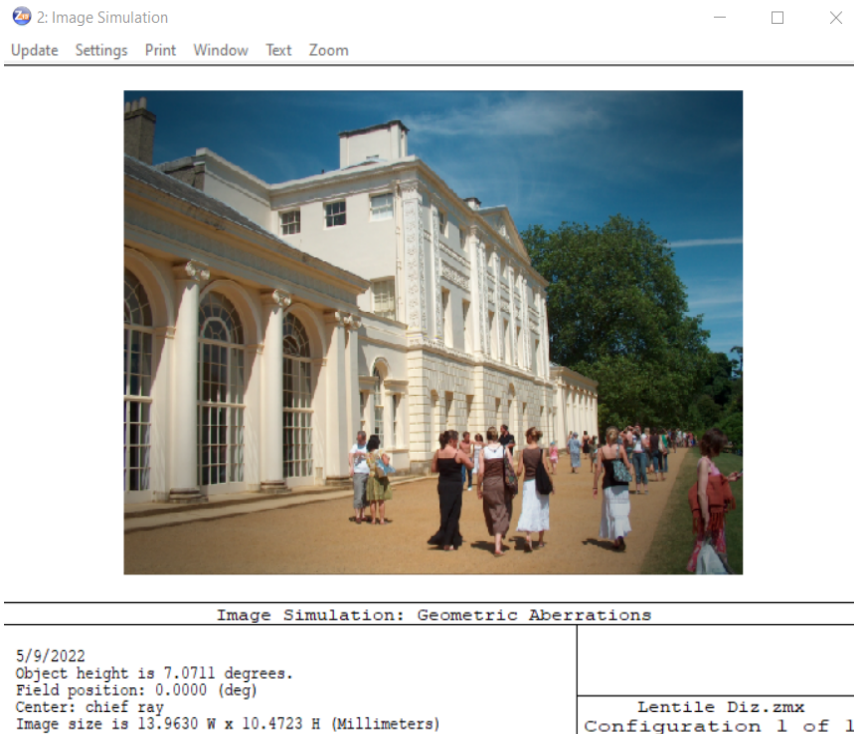 2: Image Simulation
Update Settings Print Window Text Zoom
Image Simulation: Geometric Aberrations
5/9/2022
Object height is 7.0711 degrees.
Field position: 0.0000 (deg)
Center: chief ray
Image size is 13.9630 W x 10.4723 H (Millimeters)
Lentile Diz.zmx
Configuration 1 of 1